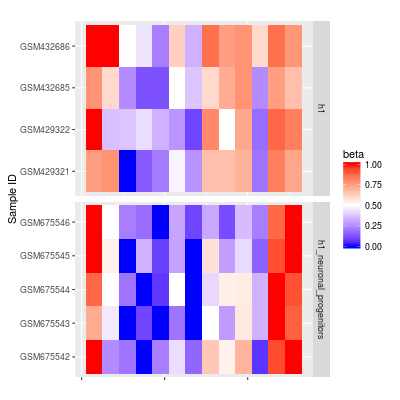 Sample ID
GSM432686
GSM432685
GSM429322
GSM429321
h1
GSM675546
GSM675545
GSM675544
GSM675543
GSM675542
h1_neuronal_progenitors
beta
1.00
0.75
0.50
0.25
0.00